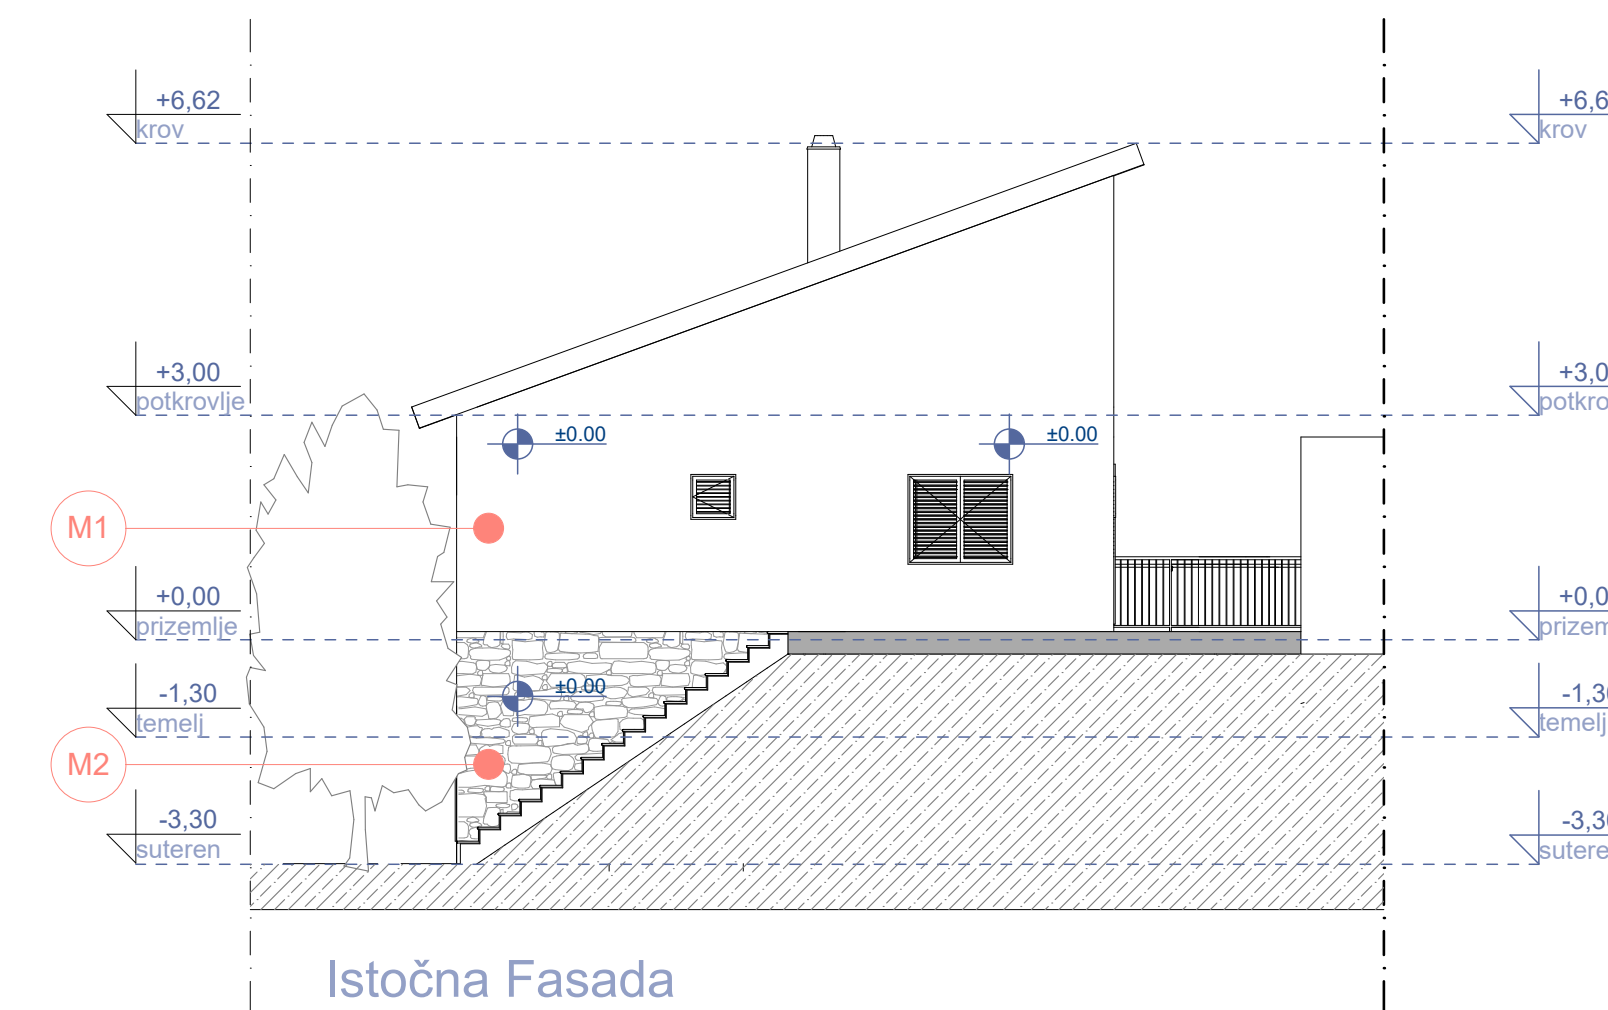 +6,62
krov
+6,6
krov
+3,00
potkrovlje
+3,0
potkro
±0.00
±0.00
M1
+0,00
prizemlje
+0,0
prizem
-1,30
temelj
±0.00
-1,30
temelj
M2
-3,30
suteren
-3,30
sutere
Istočna Fasada